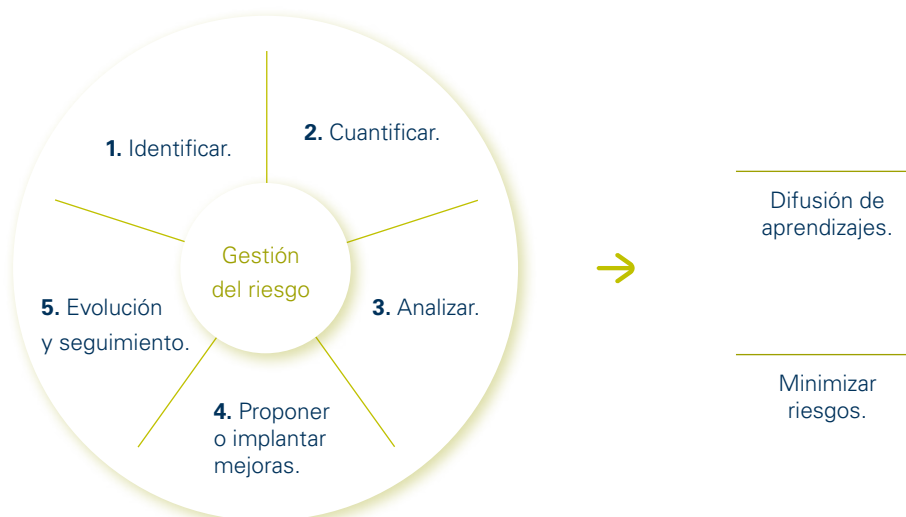 1. Identificar.
2. Cuantificar.
3. Analizar.
4. Proponer
o implantar
mejoras.
5. Evolución
y seguimiento.
Gestión
del riesgo
Difusión de
aprendizajes.
Minimizar
riesgos.